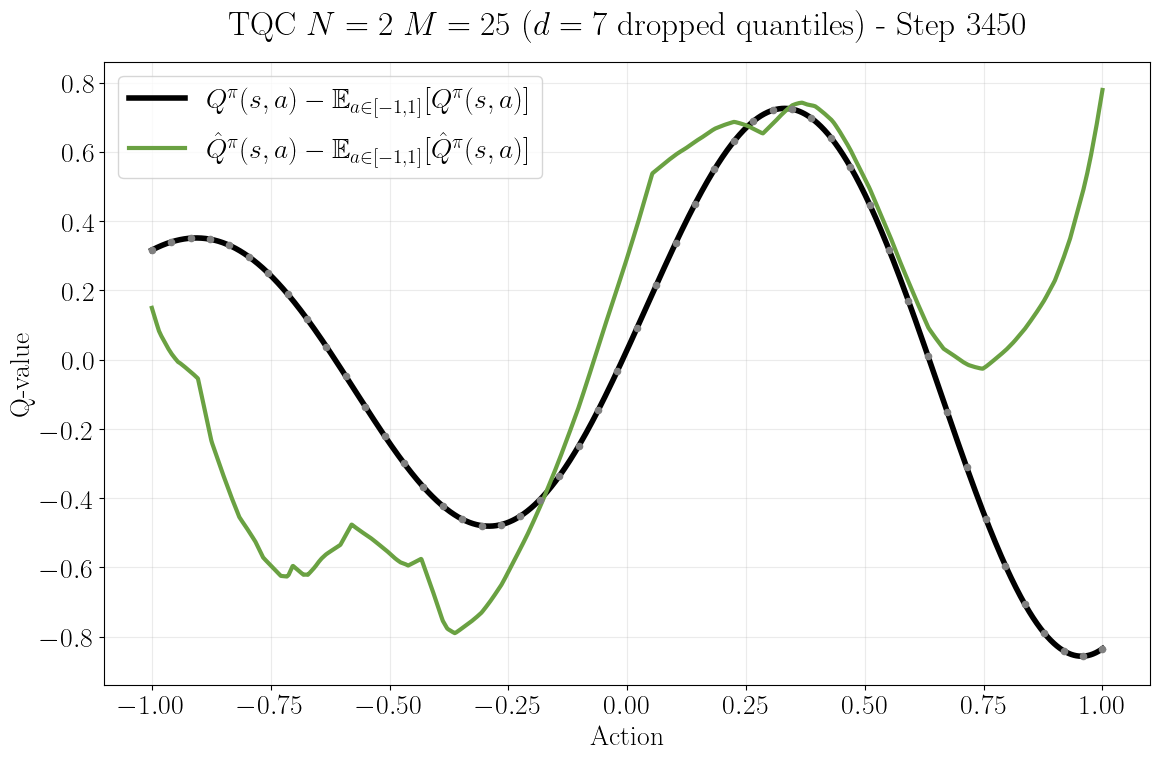 TQC N = 2 M = 25 (d = 7 dropped quantiles) - Step 3450
Q^π(s, a) − 𝔼_{a∈[−1,1]}[Q^π(s, a)]
Q̂^π(s, a) − 𝔼_{a∈[−1,1]}[Q̂^π(s, a)]
0.8
0.6
0.4
0.2
0.0
−0.2
−0.4
−0.6
−0.8
Q-value
−1.00 −0.75 −0.50 −0.25 0.00 0.25 0.50 0.75 1.00
Action